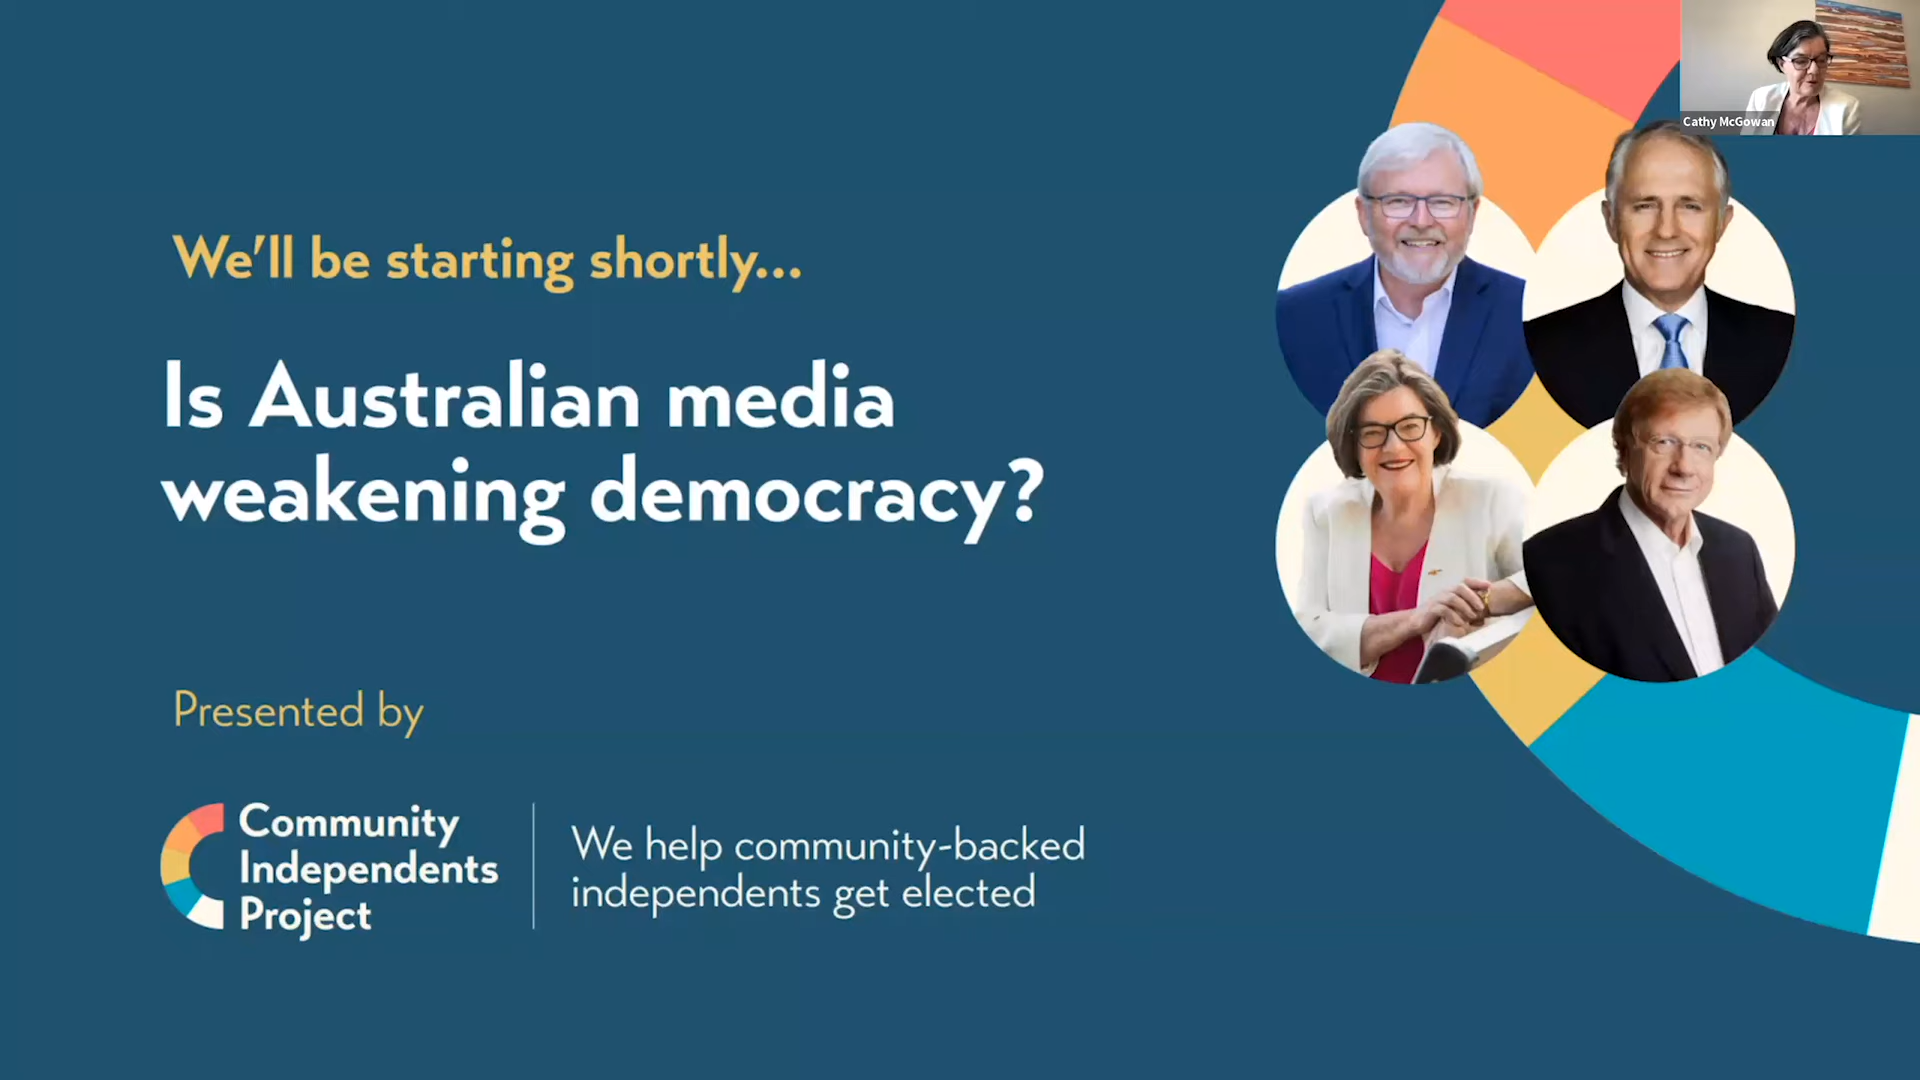 Cathy McGowan
We'll be starting shortly...
Is Australian media
weakening democracy?
Presented by
Community
Independents
Project
We help community-backed
independents get elected